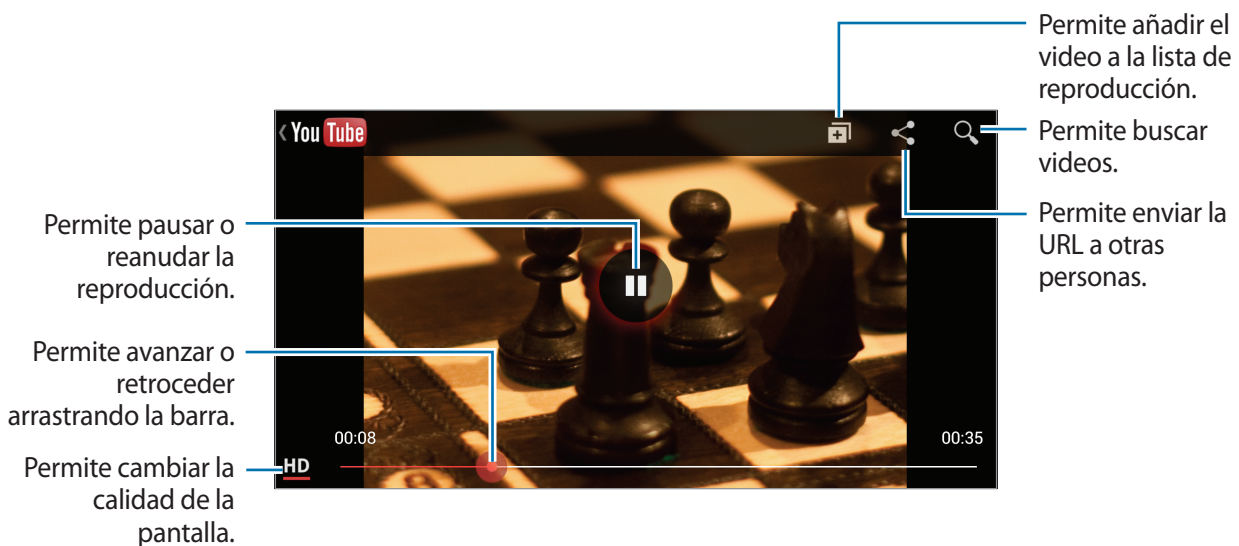 Permite añadir el
video a la lista de
reproducción.
You Tube
Permite buscar
videos.
Permite enviar la
URL a otras
personas.
Permite pausar o
reanudar la
reproducción.
Permite avanzar o
retroceder
arrastrando la barra.
00:08
00:35
HD
Permite cambiar la
calidad de la
pantalla.